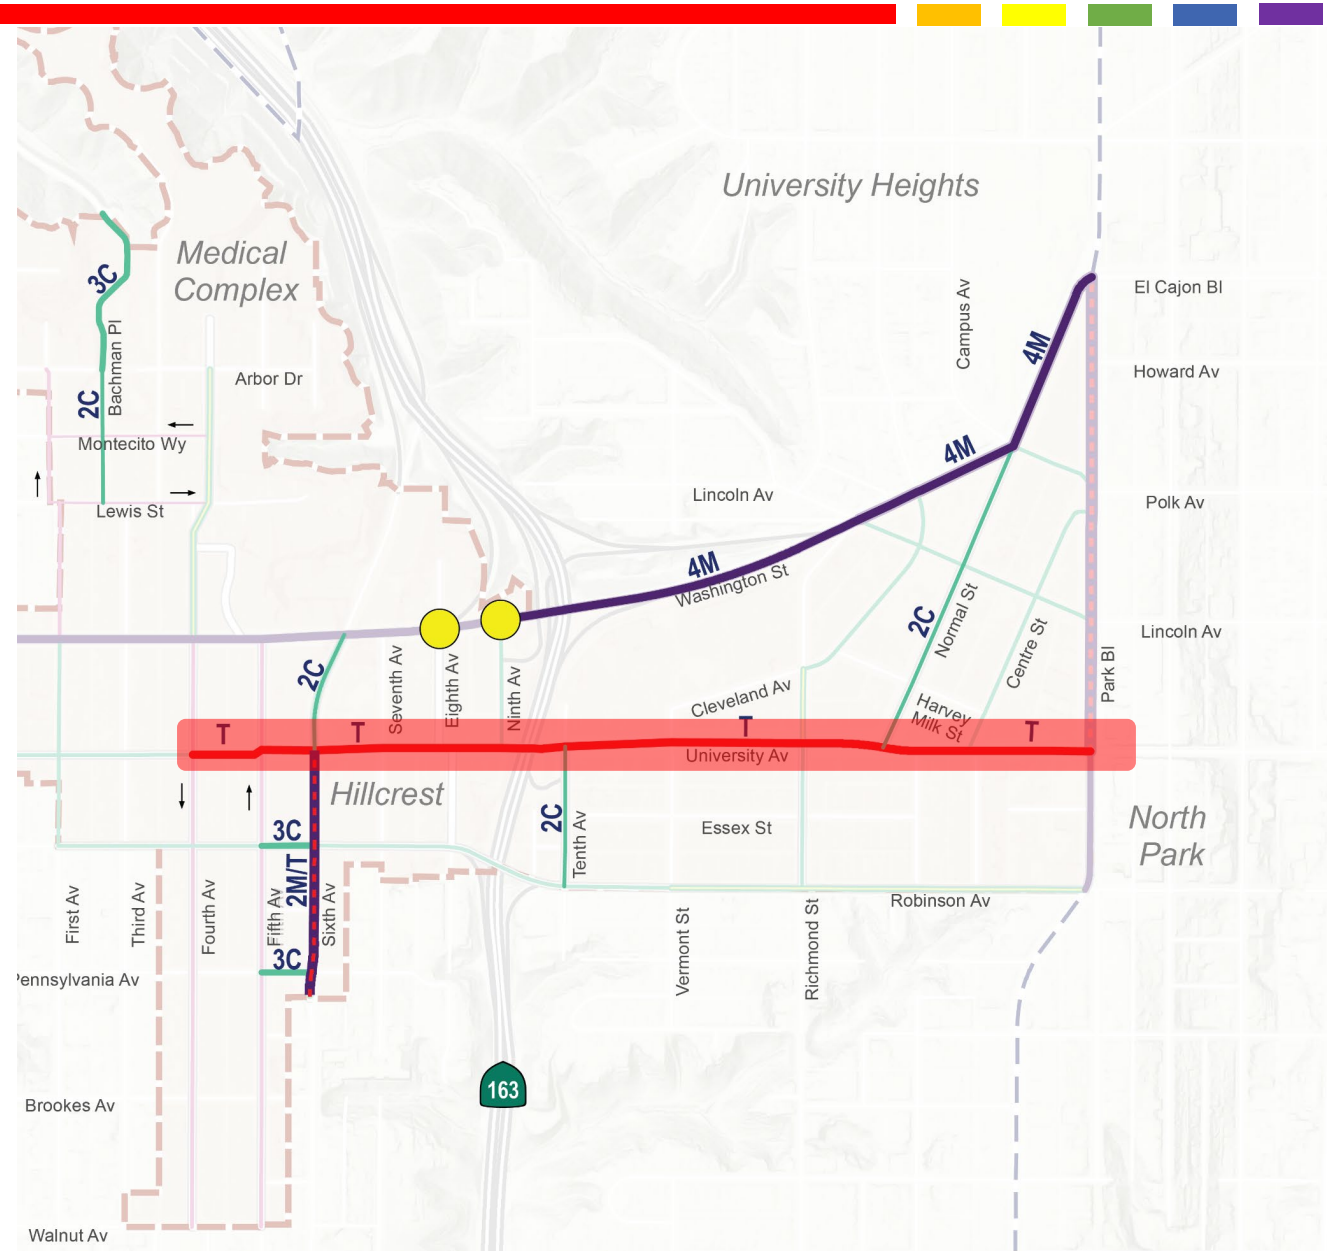 University Heights
Medical
Complex
3C
Bachman Pl
2C
Arbor Dr
Montecito Wy
Lewis St
Campus Av
El Cajon Bl
4M
Howard Av
4M
Lincoln Av
Polk Av
4M
Washington St
2C
Normal St
Centre St
Lincoln Av
Park Bl
2C
Seventh Av
Eighth Av
Ninth Av
Cleveland Av
Harvey
Milk St
T
T
T
T
University Av
Hillcrest
3C
2C
Tenth Av
Essex St
North
Park
2M/T
First Av
Third Av
Fourth Av
Fifth Av
Sixth Av
3C
Robinson Av
Vermont St
Richmond St
Pennsylvania Av
163
Brookes Av
Walnut Av